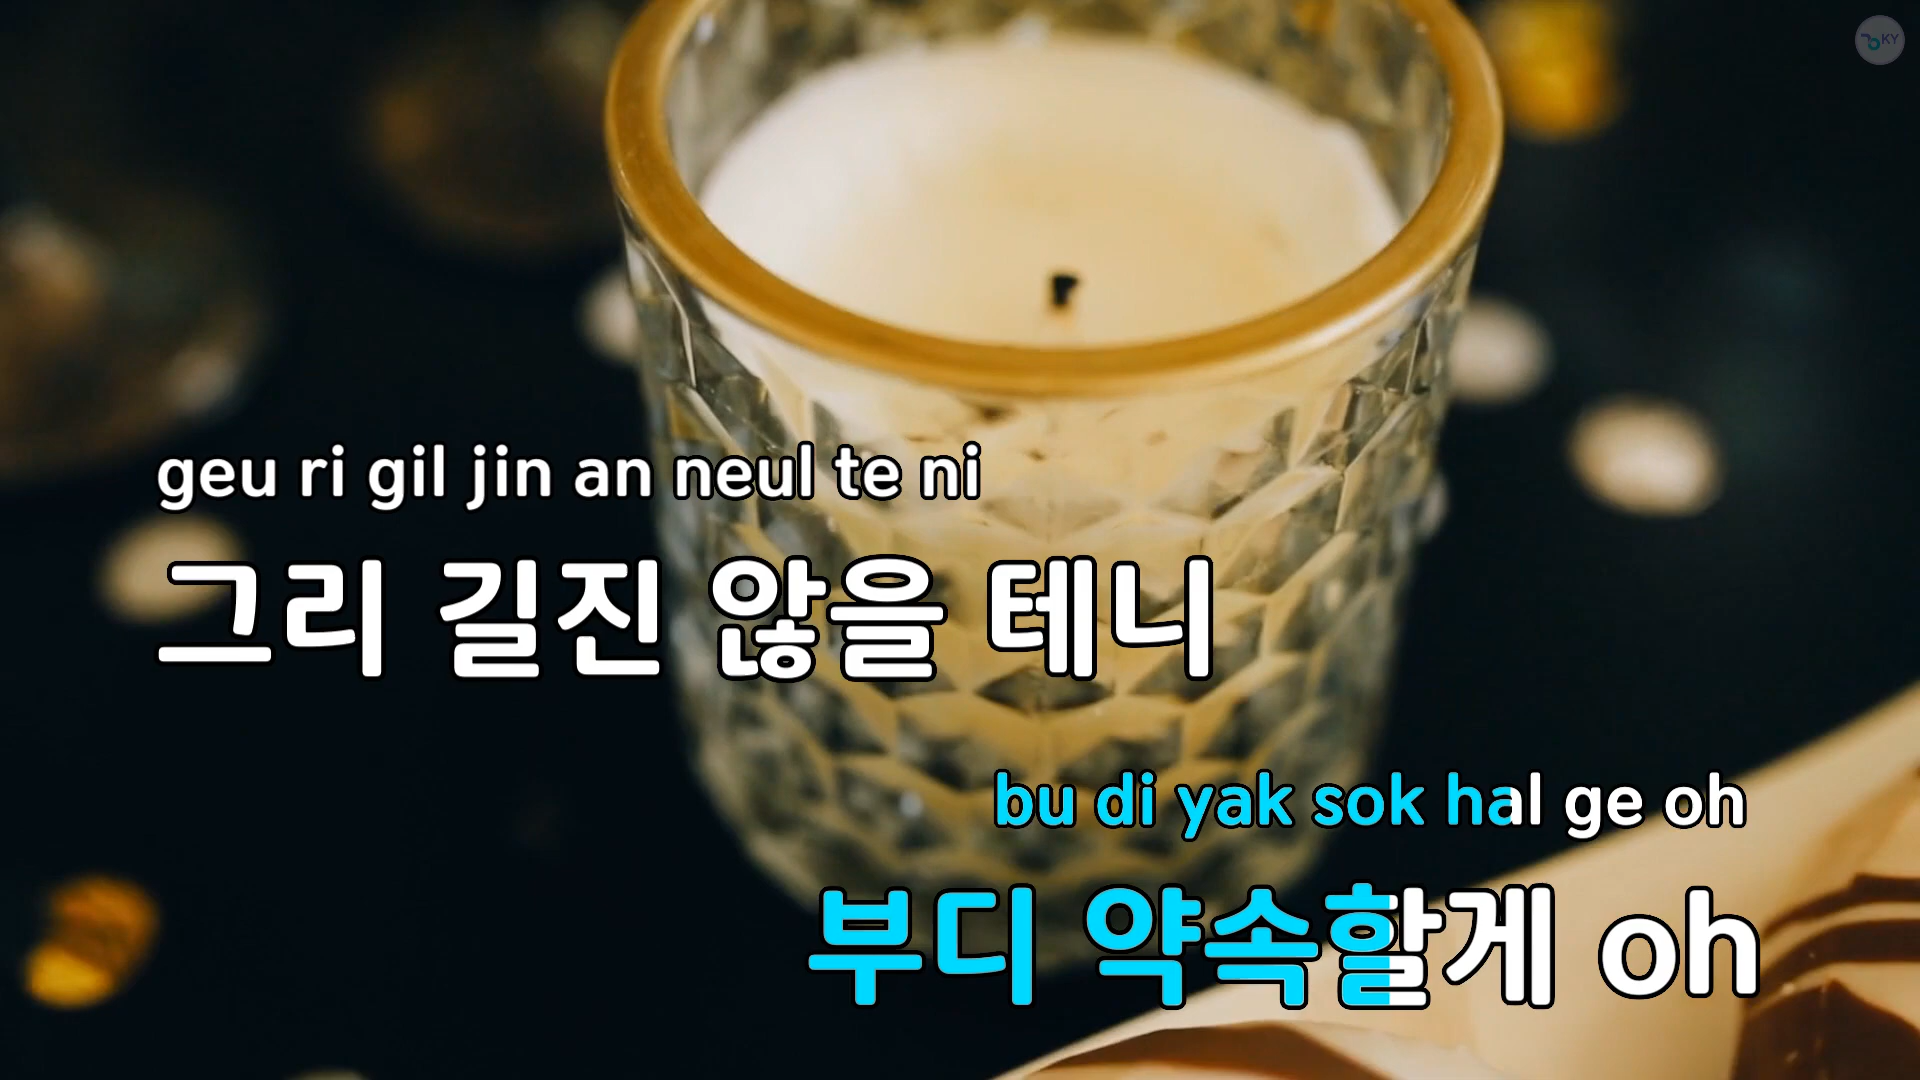 KY
geu ri gil jin an neul te ni
그리 길진 않을 테니
bu di yak sok hal ge oh
부디 약속할게 oh